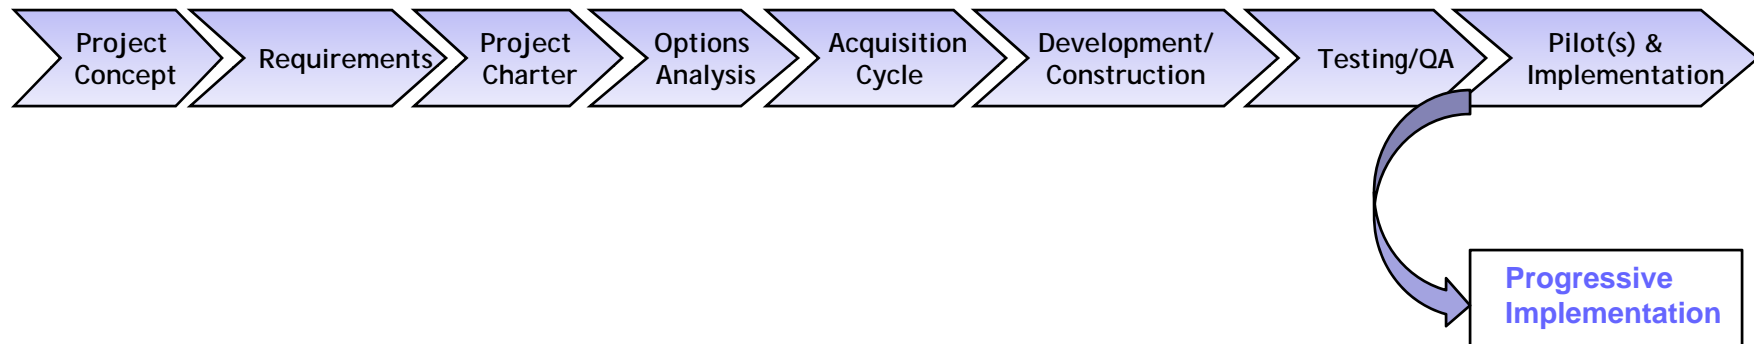 Project
Concept
Requirements
Project
Charter
Options
Analysis
Acquisition
Cycle
Development/
Construction
Testing/QA
Pilot(s) &
Implementation
Progressive
Implementation